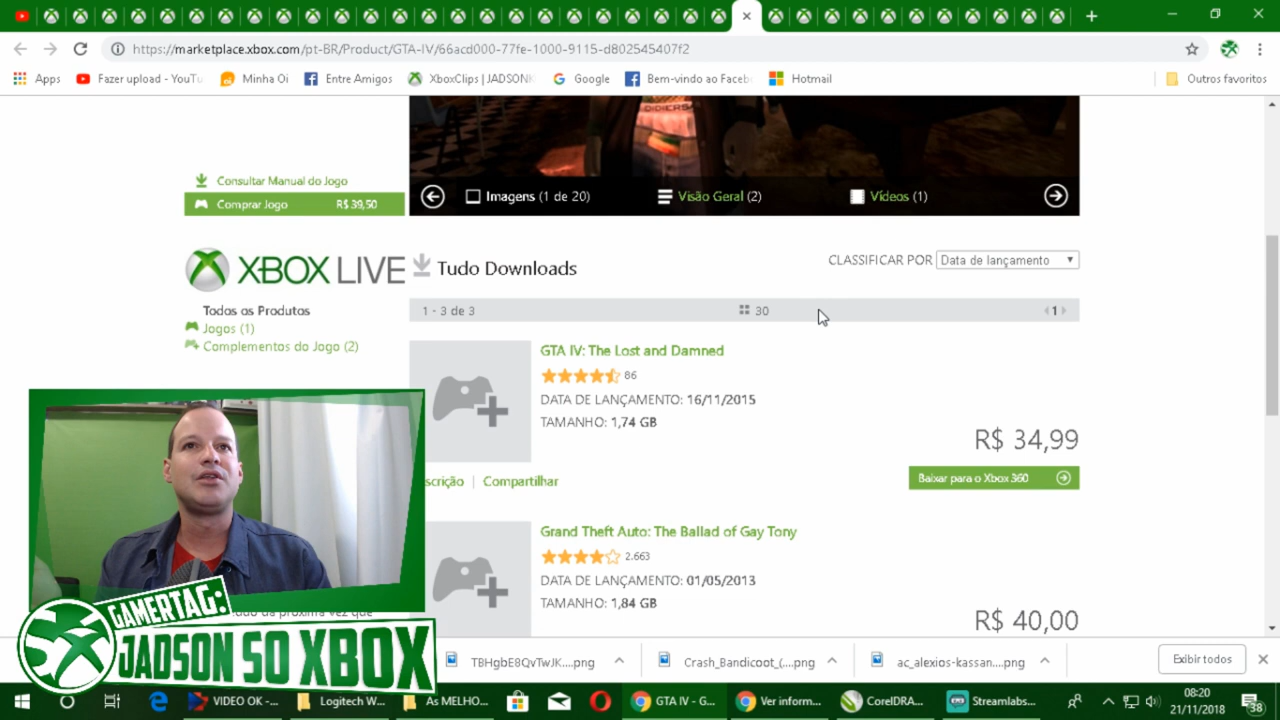 https://marketplace.xbox.com/pt-BR/Product/GTA-IV/66acd000-77fe-1000-9115-d802545407f2
Apps
Fazer upload - YouTu
Minha Oi
Entre Amigos
XboxClips | JADSON
Google
Bem-vindo ao Faceb
Hotmail
Outros favoritos
DIDIERS
Consultar Manual do Jogo
Comprar Jogo R$ 39,50
Imagens (1 de 20)
Visão Geral (2)
Vídeos (1)
XBOX LIVE
Tudo Downloads
CLASSIFICAR POR Data de lançamento
Todos os Produtos
Jogos (1)
Complementos do Jogo (2)
1 - 3 de 3
30
1
GTA IV: The Lost and Damned
86
DATA DE LANÇAMENTO: 16/11/2015
TAMANHO: 1,74 GB
R$ 34,99
Baixar para o Xbox 360
scrição | Compartilhar
Grand Theft Auto: The Ballad of Gay Tony
2.663
DATA DE LANÇAMENTO: 01/05/2013
TAMANHO: 1,84 GB
R$ 40,00
da próxima vez que
GAMERTAG:
JADSON SO XBOX
TBHgbE8QvTwJK....png
Crash_Bandicoot_(....png
ac_alexios-kassan....png
Exibir todos
VIDEO OK -...
Logitech W...
As MELHO...
GTA IV - G...
Ver inform...
CorelDRA...
Streamlabs...
08:20
21/11/2018
38